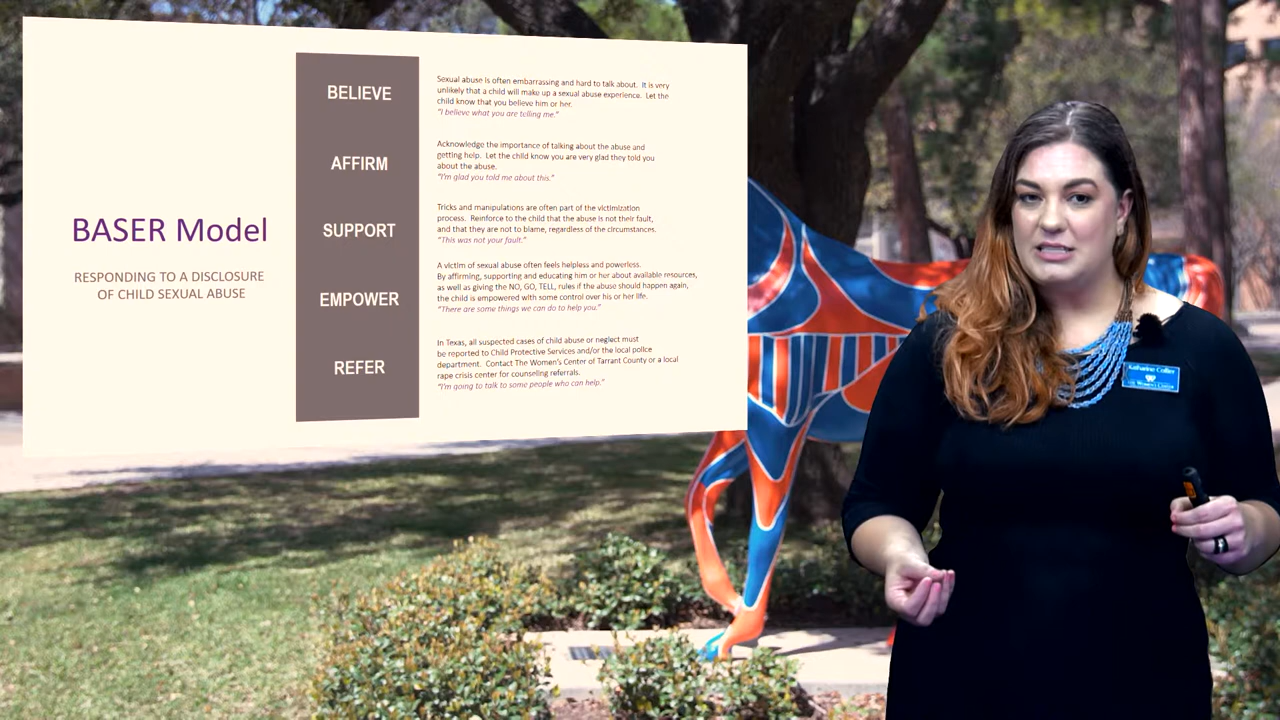 BASER Model
RESPONDING TO A DISCLOSURE
OF CHILD SEXUAL ABUSE
BELIEVE
Sexual abuse is often embarrassing and hard to talk about. It is very
unlikely that a child will make up a sexual abuse experience. Let the
child know that you believe him or her.
"I believe what you are telling me."
AFFIRM
Acknowledge the importance of talking about the abuse and
getting help. Let the child know you are very glad they told you
about the abuse.
"I'm glad you told me about this."
SUPPORT
Tricks and manipulations are often part of the victimization
process. Reinforce to the child that the abuse is not their fault,
and that they are not to blame, regardless of the circumstances.
"This was not your fault."
EMPOWER
A victim of sexual abuse often feels helpless and powerless.
By affirming, supporting and educating him or her about available resources,
as well as giving the NO, GO, TELL, rules if the abuse should happen again,
the child is empowered with some control over his or her life.
"There are some things we can do to help you."
REFER
In Texas, all suspected cases of child abuse or neglect must
be reported to Child Protective Services and/or the local police
department. Contact The Women's Center of Tarrant County or a local
rape crisis center for counseling referrals.
"I'm going to talk to some people who can help."
Katharine Collier
The Women's Center